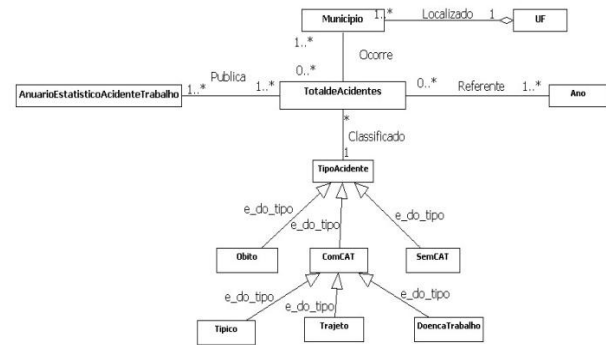 Municipio
1..*
Localizado
1
UF
1..*
Ocorre
0..*
Publica
AnuarioEstatisticoAcidenteTrabalho
1..*
1..*
TotaldeAcidentes
0..*
Referente
1..*
Ano
*
Classificado
1
TipoAcidente
e_do_tipo
e_do_tipo
e_do_tipo
Obito
ComCAT
SemCAT
e_do_tipo
e_do_tipo
e_do_tipo
Tipico
Trajeto
DoencaTrabalho